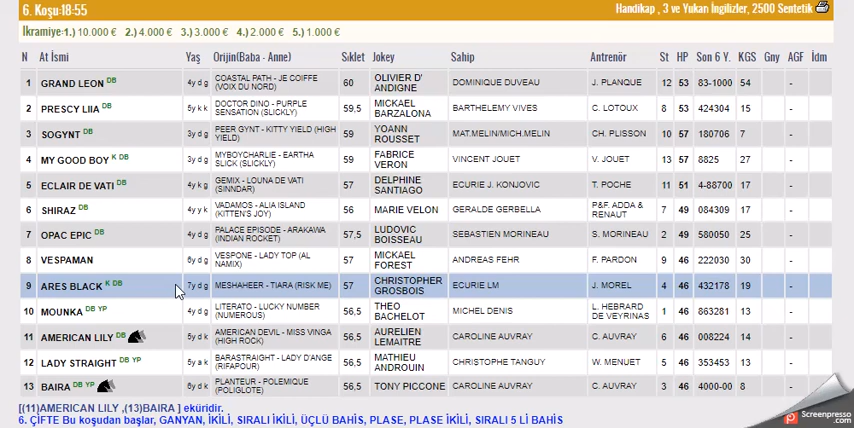 6. Koşu:18-55 Handikap , 3 ve Yukarı İngilizler, 2500 Sentetik
İkramiye:1.) 10.000 € 2.) 4.000 € 3.) 3.000 € 4.) 2.000 € 5.) 1.000 €
N At İsmi Yaş Orijin(Baba - Anne) Sıklet Jokey Sahip Antrenör St HP Son 6 Y. KGS Gny AGF İdm
1 GRAND LEON DB 4y d g COASTAL PATH - JE COIFFE (VOIX DU NORD) 60 OLIVIER D' ANDIGNE DOMINIQUE DUVEAU J. PLANQUE 12 53 83-1000 54 -
2 PRESCY LIIA DB 5y k k DOCTOR DINO - PURPLE SENSATION (SLICKLY) 59,5 MICKAEL BARZALONA BARTHELEMY VIVES C. LOTOUX 8 53 424304 15 -
3 SOGYNT DB 3y d g PEER GYNT - KITTY YIELD (HIGH YIELD) 59 YOANN ROUSSET MAT.MELIN/MICH.MELIN CH. PLISSON 10 57 180706 7 -
4 MY GOOD BOY K DB 3y d g MYBOYCHARLIE - EARTHA SLICK (SLICKLY) 59 FABRICE VERON VINCENT JOUET V. JOUET 13 57 8825 27 -
5 ECLAIR DE VATI DB 4y k g GEMIX - LOUNA DE VATI (SINNDAR) 57 DELPHINE SANTIAGO ECURIE J. KONJOVIC T. POCHE 11 51 4-88700 17 -
6 SHIRAZ DB 4y y k VADAMOS - ALIA ISLAND (KITTEN'S JOY) 56 MARIE VELON GERALDE GERBELLA P&F. ADDA & RENAUT 7 49 084309 17 -
7 OPAC EPIC DB 4y d g PALACE EPISODE - ARAKAWA (INDIAN ROCKET) 57,5 LUDOVIC BOISSEAU SEBASTIEN MORINEAU S. MORINEAU 2 49 580050 25 -
8 VESPAMAN 6y d g VESPONE - LADY TOP (AL NAMIX) 57 MICKAEL FOREST ANDREAS FEHR F. PARDON 9 46 222030 30 -
9 ARES BLACK K DB 7y d g MESHAHEER - TIARA (RISK ME) 57 CHRISTOPHER GROSBOIS ECURIE LM J. MOREL 4 46 432178 19 -
10 MOUNKA DB YP 4y d g LITERATO - LUCKY NUMBER (NUMEROUS) 56,5 THEO BACHELOT MICHEL DENIS L. HEBRARD DE VEYRINAS 1 46 863281 13 -
11 AMERICAN LILY DB 5y d k AMERICAN DEVIL - MISS VINGA (HIGH ROCK) 56,5 AURELIEN LEMAITRE CAROLINE AUVRAY C. AUVRAY 6 46 008224 14 -
12 LADY STRAIGHT DB YP 5y a k BARASTRAIGHT - LADY D'ANGE (RIFAPOUR) 56,5 MATHIEU ANDROUIN CHRISTOPHE TANGUY W. MENUET 5 46 353453 13 -
13 BAIRA DB YP 6y d k PLANTEUR - POLEMIQUE (POLIGLOTE) 56,5 TONY PICCONE CAROLINE AUVRAY C. AUVRAY 3 46 4000-00 8 -
[(11)AMERICAN LILY ,(13)BAIRA ] eküridir.
6. ÇİFTE Bu koşudan başlar, GANYAN, İKİLİ, SIRALI İKİLİ, ÜÇLÜ BAHİS, PLASE, PLASE İKİLİ, SIRALI 5 Lİ BAHİS
Screenpresso
.com